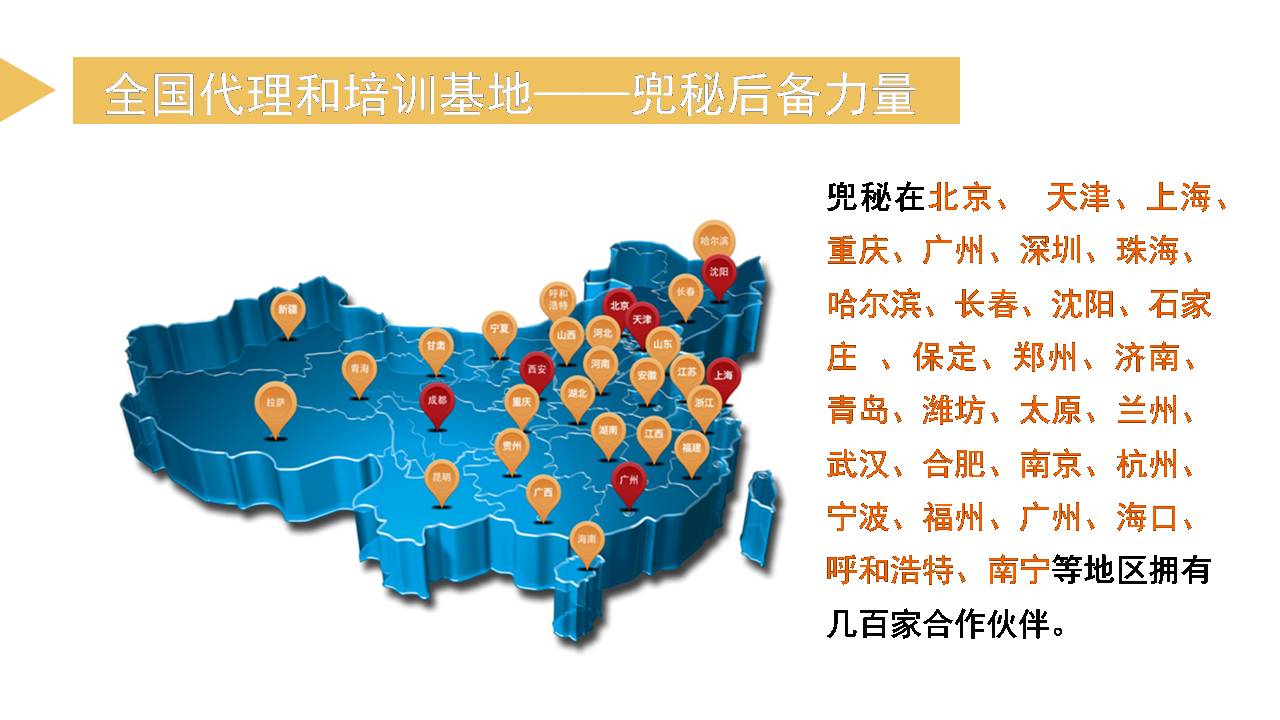 全国代理和培训基地——兜秘后备力量
兜秘在北京、 天津、上海、
重庆、广州、深圳、珠海、
哈尔滨、长春、沈阳、石家
庄 、保定、郑州、济南、
青岛、潍坊、太原、兰州、
武汉、合肥、南京、杭州、
宁波、福州、广州、海口、
呼和浩特、南宁等地区拥有
几百家合作伙伴。
哈尔滨
沈阳
长春
呼和
浩特
北京
天津
新疆
宁夏
山西
河北
山东
甘肃
青海
西安
河南
安徽
江苏
上海
拉萨
成都
重庆
湖北
浙江
贵州
湖南
江西
福建
昆明
广西
广州
海南